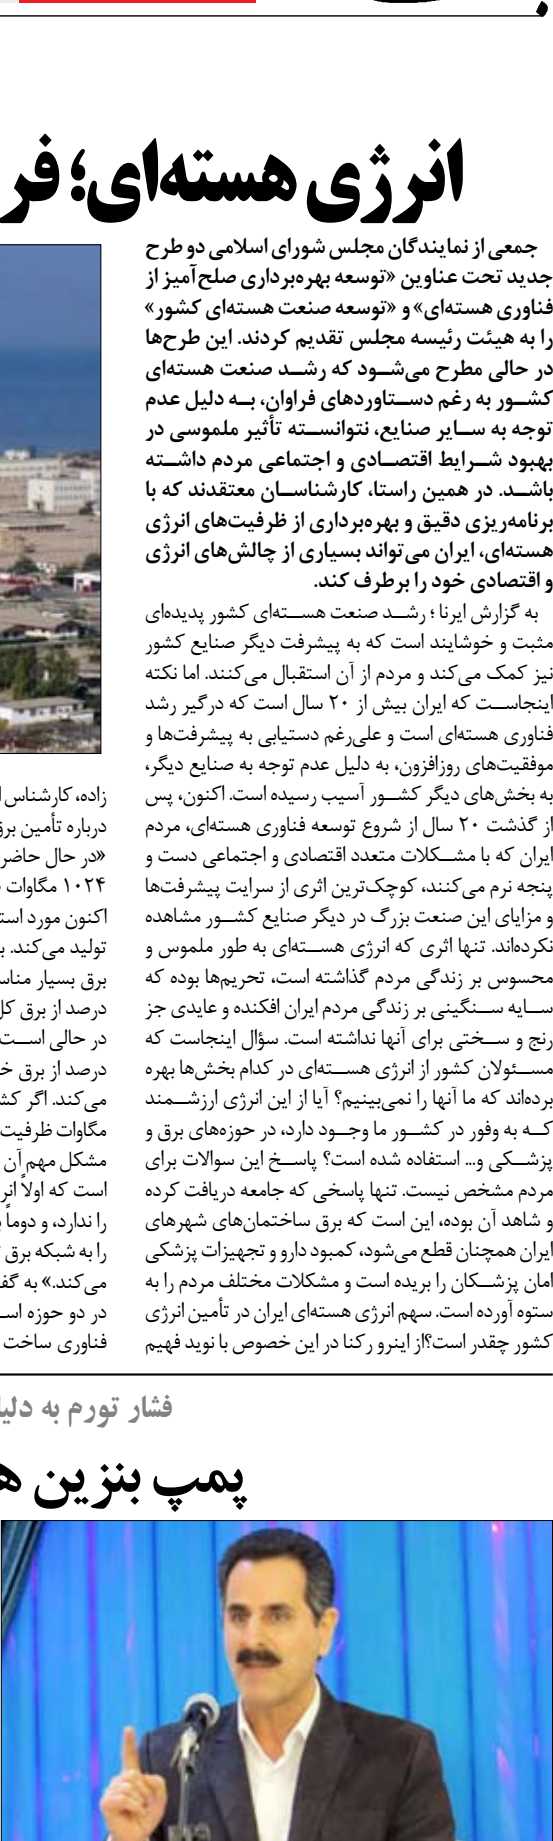 انرژی هسته‌ای؛ فر
جمعی از نمایندگان مجلس شورای اسلامی دو طرح
جدید تحت عناوین «توسعه بهره‌برداری صلح‌آمیز از
فناوری هسته‌ای» و «توسعه صنعت هسته‌ای کشور»
را به هیئت رئیسه مجلس تقدیم کردند. این طرح‌ها
در حالی مطرح می‌شود که رشد صنعت هسته‌ای
کشور به رغم دستاوردهای فراوان، به دلیل عدم
توجه به سایر صنایع، نتوانسته تأثیر ملموسی در
بهبود شرایط اقتصادی و اجتماعی مردم داشته
باشد. در همین راستا، کارشناسان معتقدند که با
برنامه‌ریزی دقیق و بهره‌برداری از ظرفیت‌های انرژی
هسته‌ای، ایران می‌تواند بسیاری از چالش‌های انرژی
و اقتصادی خود را برطرف کند.
به گزارش ایرنا ؛ رشد صنعت هسته‌ای کشور پدیده‌ای
مثبت و خوشایند است که به پیشرفت دیگر صنایع کشور
نیز کمک می‌کند و مردم از آن استقبال می‌کنند. اما نکته
اینجاست که ایران بیش از ۲۰ سال است که درگیر رشد
فناوری هسته‌ای است و علی‌رغم دستیابی به پیشرفت‌ها و
موفقیت‌های روزافزون، به دلیل عدم توجه به صنایع دیگر،
به بخش‌های دیگر کشور آسیب رسیده است. اکنون، پس
از گذشت ۲۰ سال از شروع توسعه فناوری هسته‌ای، مردم
ایران که با مشکلات متعدد اقتصادی و اجتماعی دست و
پنجه نرم می‌کنند، کوچک‌ترین اثری از سرایت پیشرفت‌ها
و مزایای این صنعت بزرگ در دیگر صنایع کشور مشاهده
نکرده‌اند. تنها اثری که انرژی هسته‌ای به طور ملموس و
محسوس بر زندگی مردم گذاشته است، تحریم‌ها بوده که
سایه سنگینی بر زندگی مردم ایران افکنده و عایدی جز
رنج و سختی برای آنها نداشته است. سؤال اینجاست که
مسئولان کشور از انرژی هسته‌ای در کدام بخش‌ها بهره
برده‌اند که ما آنها را نمی‌بینیم؟ آیا از این انرژی ارزشمند
که به وفور در کشور ما وجود دارد، در حوزه‌های برق و
پزشکی و... استفاده شده است؟ پاسخ این سوالات برای
مردم مشخص نیست. تنها پاسخی که جامعه دریافت کرده
و شاهد آن بوده، این است که برق ساختمان‌های شهرهای
ایران همچنان قطع می‌شود، کمبود دارو و تجهیزات پزشکی
امان پزشکان را بریده است و مشکلات مختلف مردم را به
ستوه آورده است. سهم انرژی هسته‌ای ایران در تأمین انرژی
کشور چقدر است؟از اینرو رکنا در این خصوص با نوید فهیم
زاده، کارشناس
درباره تأمین برق
«در حال حاضر
۱۰۲۴ مگاوات
اکنون مورد است
تولید می‌کند. ب
برق بسیار مناس
درصد از برق کل
در حالی است
درصد از برق خ
می‌کند. اگر کش
مگاوات ظرفیت
مشکل مهم آن
است که اولاً انر
را ندارد، و دوماً
را به شبکه برق
می‌کند.» به گف
در دو حوزه اس
فناوری ساخت
فشار تورم به دلی
پمپ بنزین ه